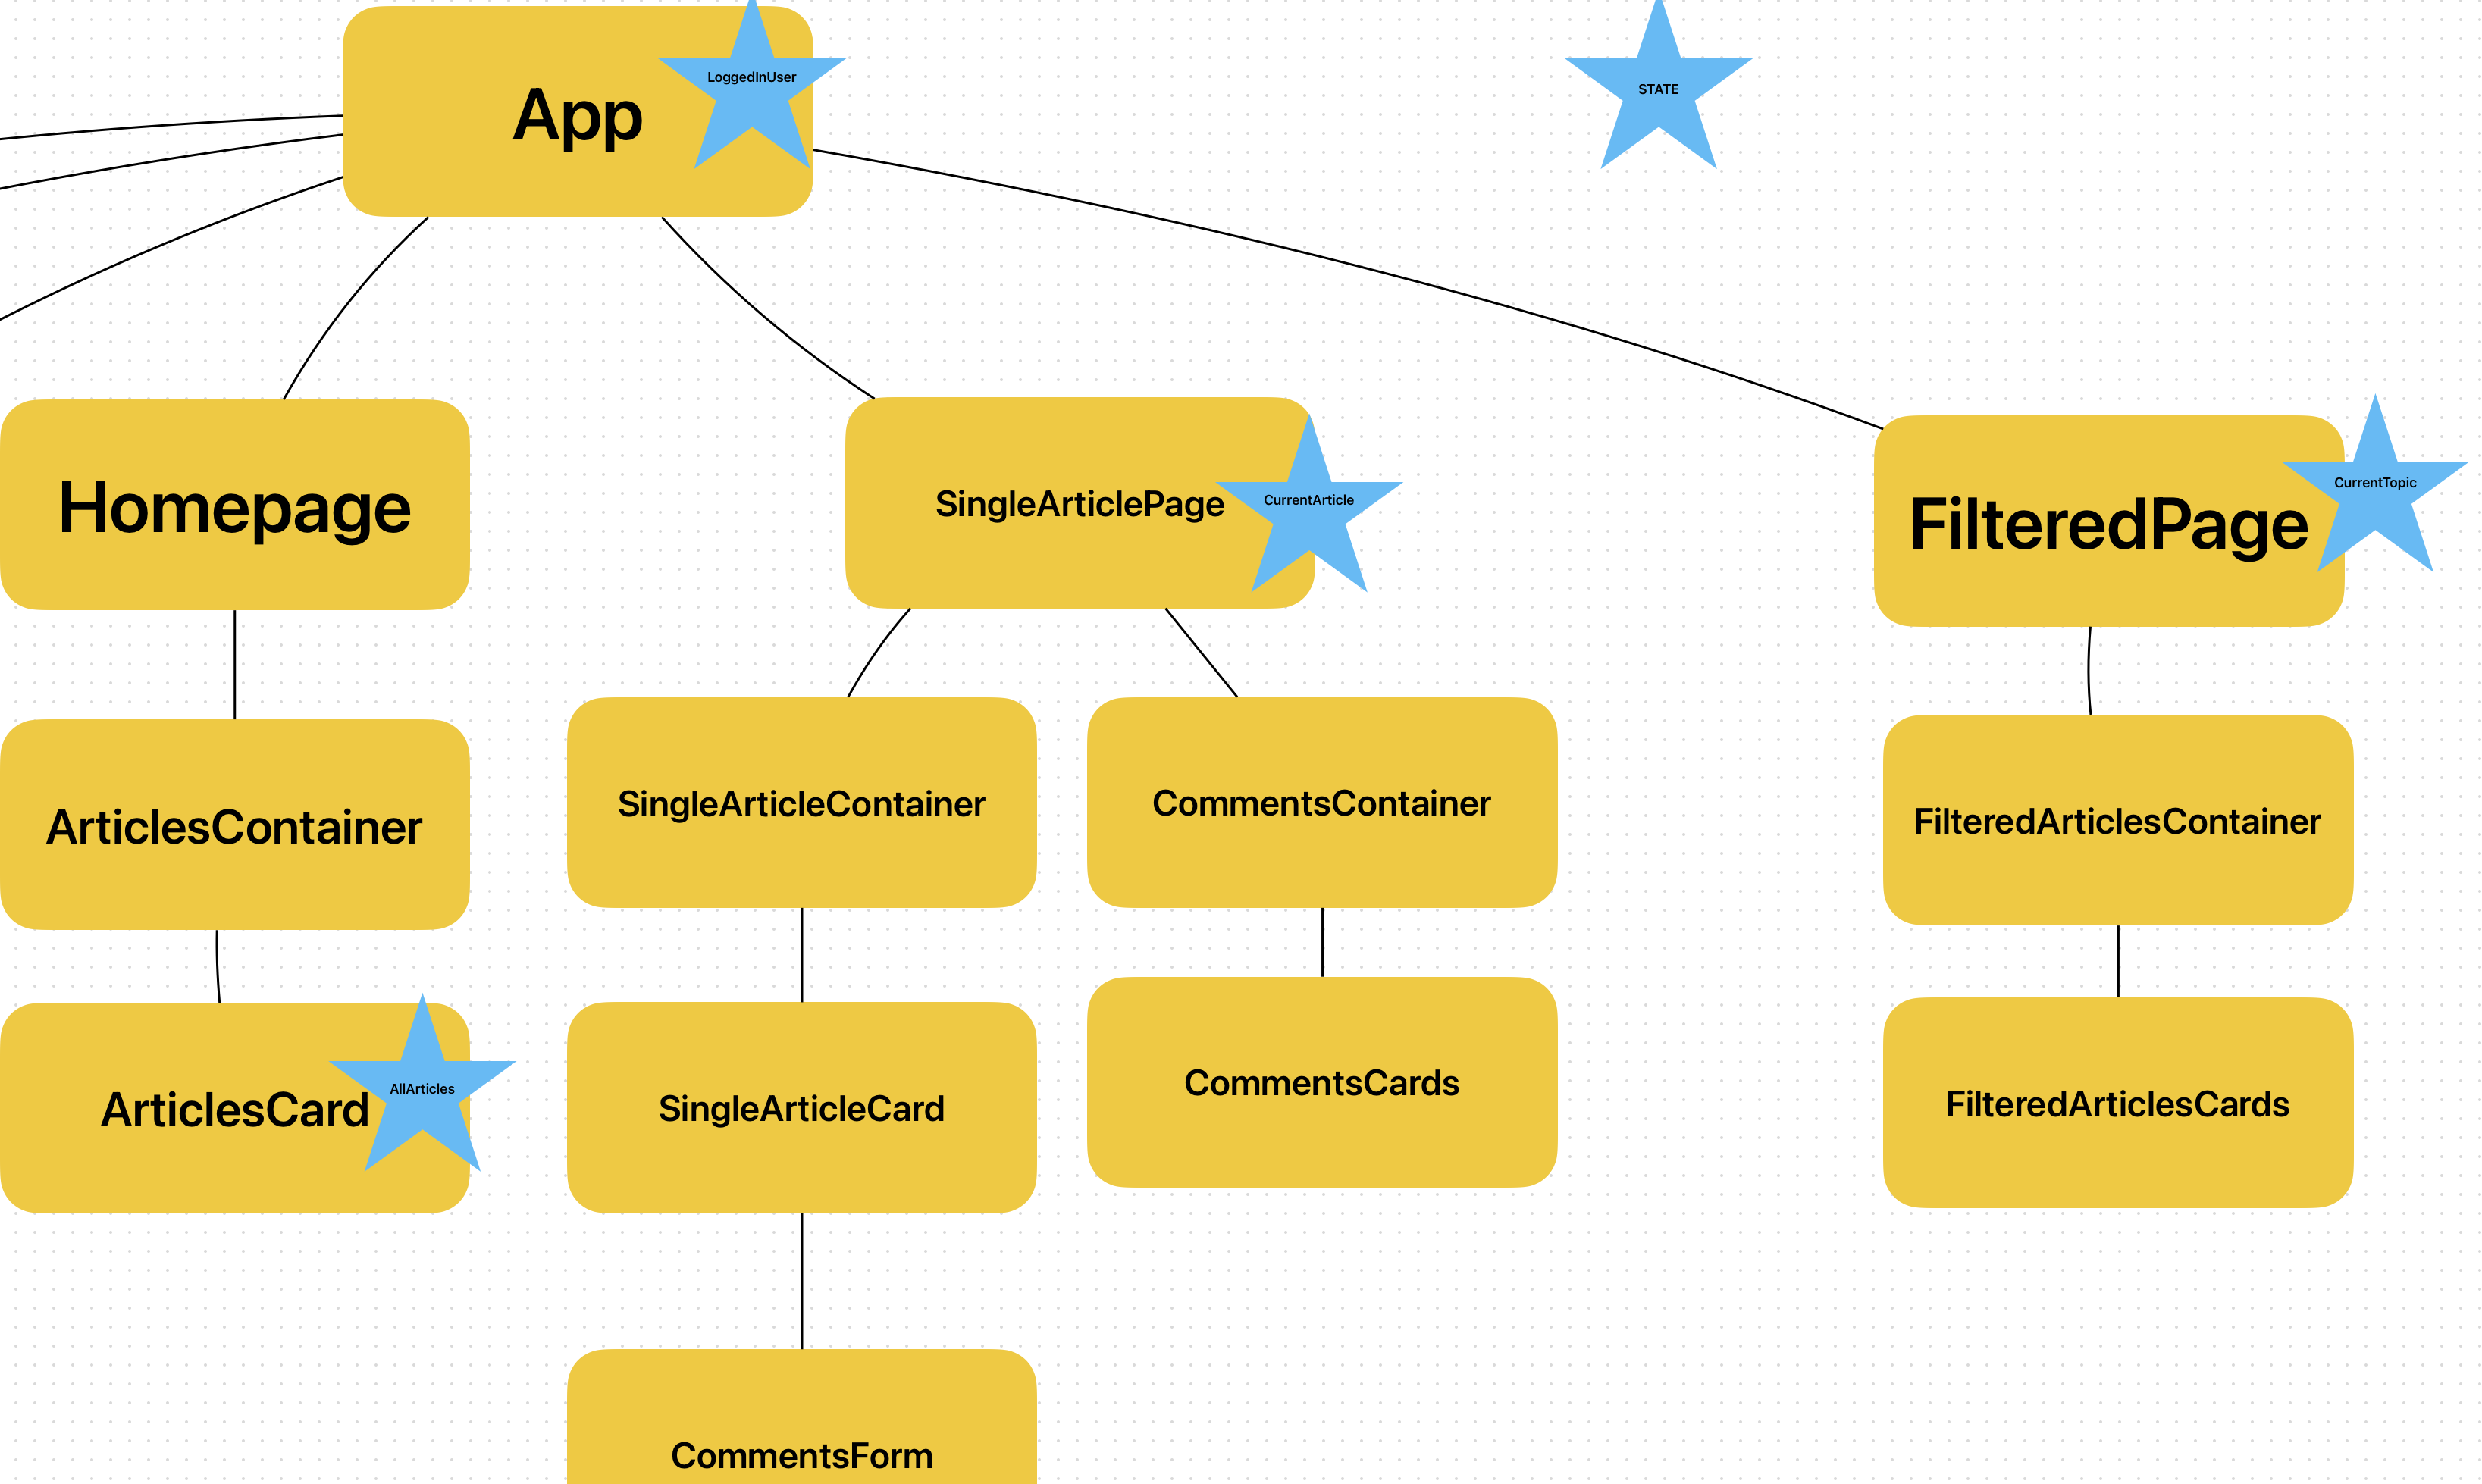 App
LoggedInUser
STATE
Homepage
SingleArticlePage
CurrentArticle
FilteredPage
CurrentTopic
ArticlesContainer
SingleArticleContainer
CommentsContainer
FilteredArticlesContainer
ArticlesCard
AllArticles
SingleArticleCard
CommentsCards
FilteredArticlesCards
CommentsForm